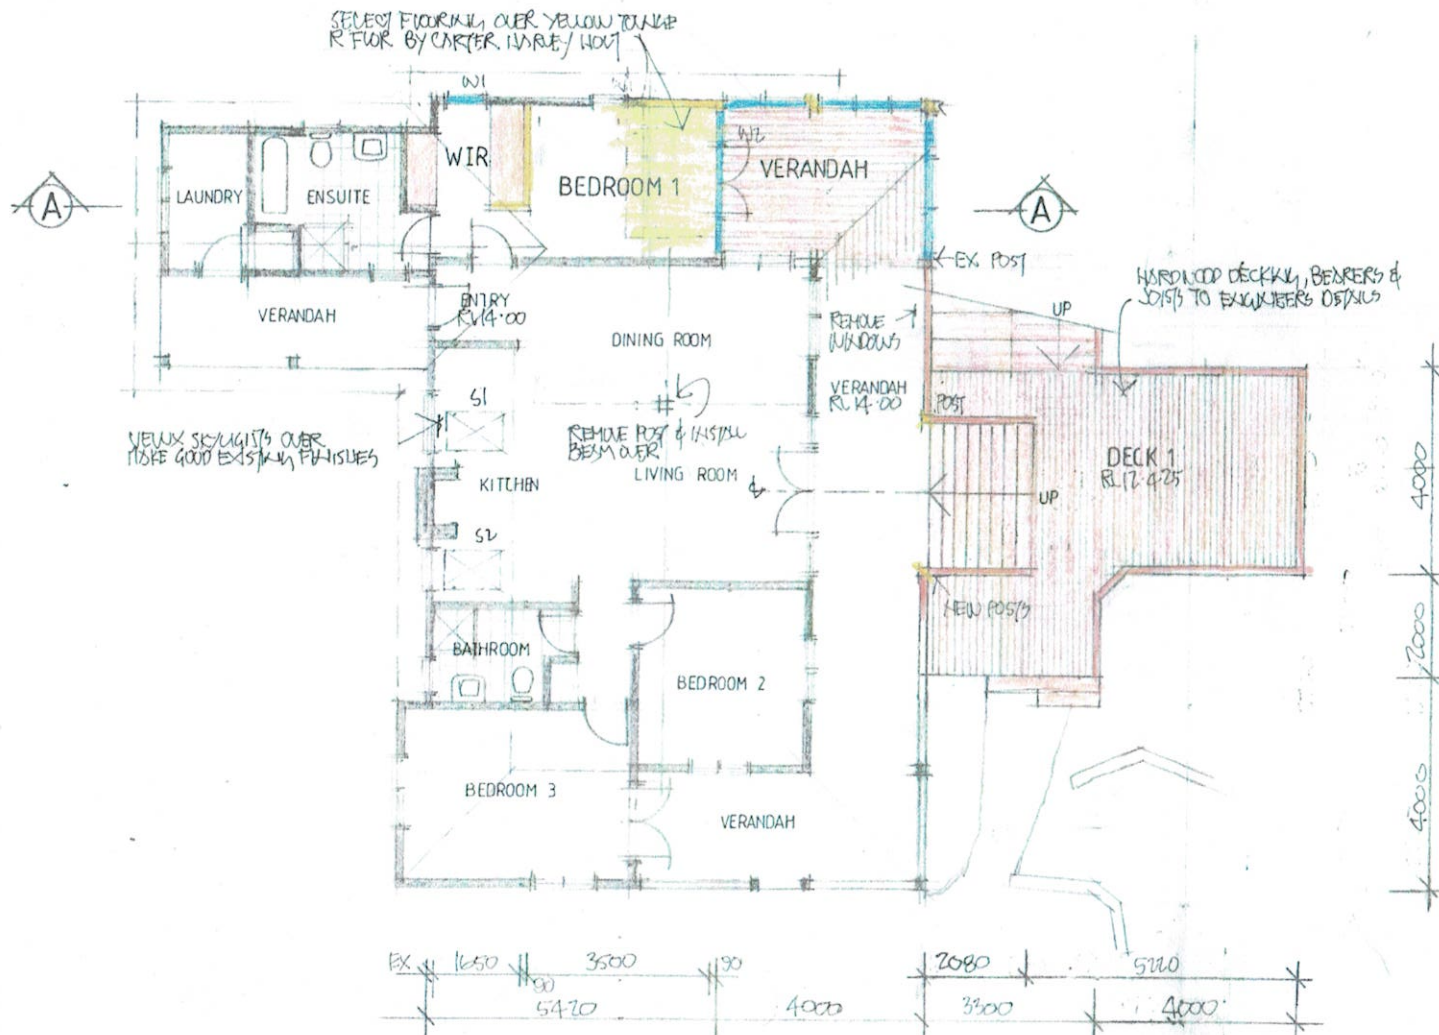 SELECT FLOORING OVER YELLOW TONGUE
R FLOR BY CARTER HARVEY HOLT
W1
WIR
BEDROOM 1
W2
VERANDAH
LAUNDRY
ENSUITE
A
A
EX POST
HARDWOOD DECKING, BEARERS &
JOISTS TO ENGINEERS DETAILS
VERANDAH
ENTRY
RL 14.00
DINING ROOM
REMOVE
WINDOWS
UP
VERANDAH
RL 14.00
POST
S1
VELUX SKYLIGHTS OVER
MAKE GOOD EXISTING FINISHES
REMOVE POST & INSTALL
BEAM OVER
KITCHEN
LIVING ROOM
DECK 1
RL 12.425
UP
4000
S2
NEW POSTS
BATHROOM
BEDROOM 2
2000
BEDROOM 3
VERANDAH
4000
EX
1650
90
3500
90
2080
5220
5420
4000
3300
4000